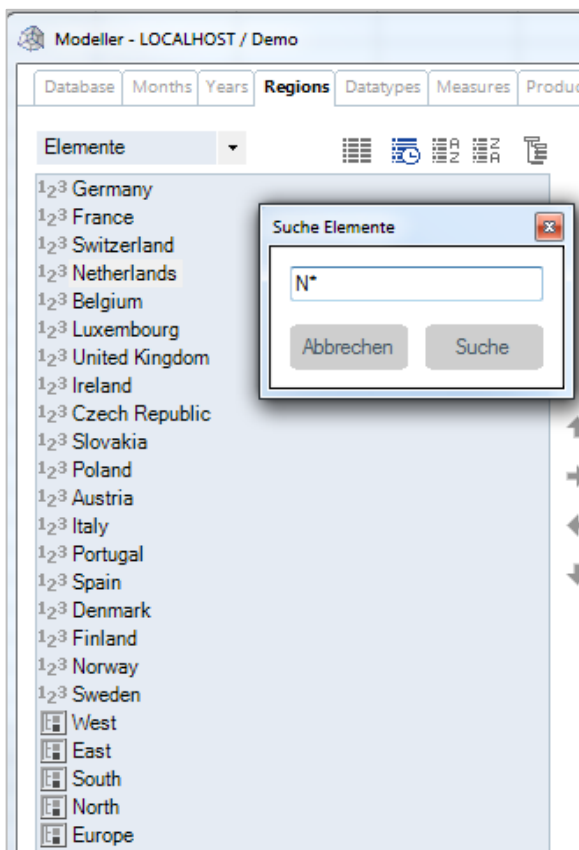 Modeller - LOCALHOST / Demo
Database Months Years Regions Datatypes Measures Produc
Elemente
Germany
France
Switzerland
Netherlands
Belgium
Luxembourg
United Kingdom
Ireland
Czech Republic
Slovakia
Poland
Austria
Italy
Portugal
Spain
Denmark
Finland
Norway
Sweden
West
East
South
North
Europe
Suche Elemente
N*
Abbrechen Suche